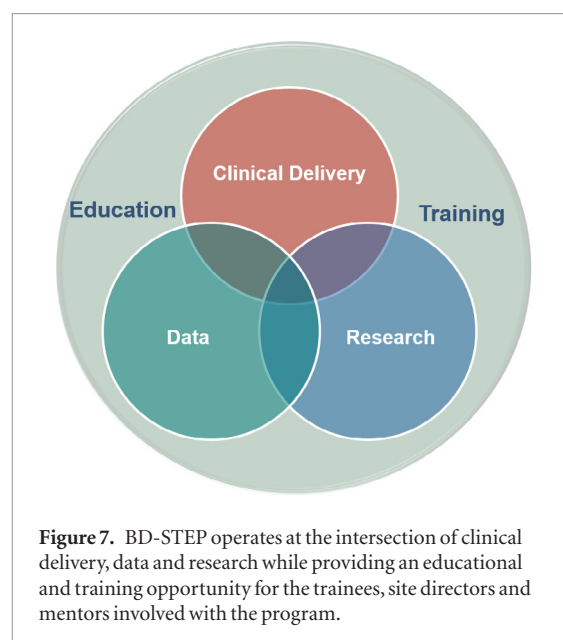 Clinical Delivery
Education
Training
Data
Research
Figure 7. BD-STEP operates at the intersection of clinical
delivery, data and research while providing an educational
and training opportunity for the trainees, site directors and
mentors involved with the program.